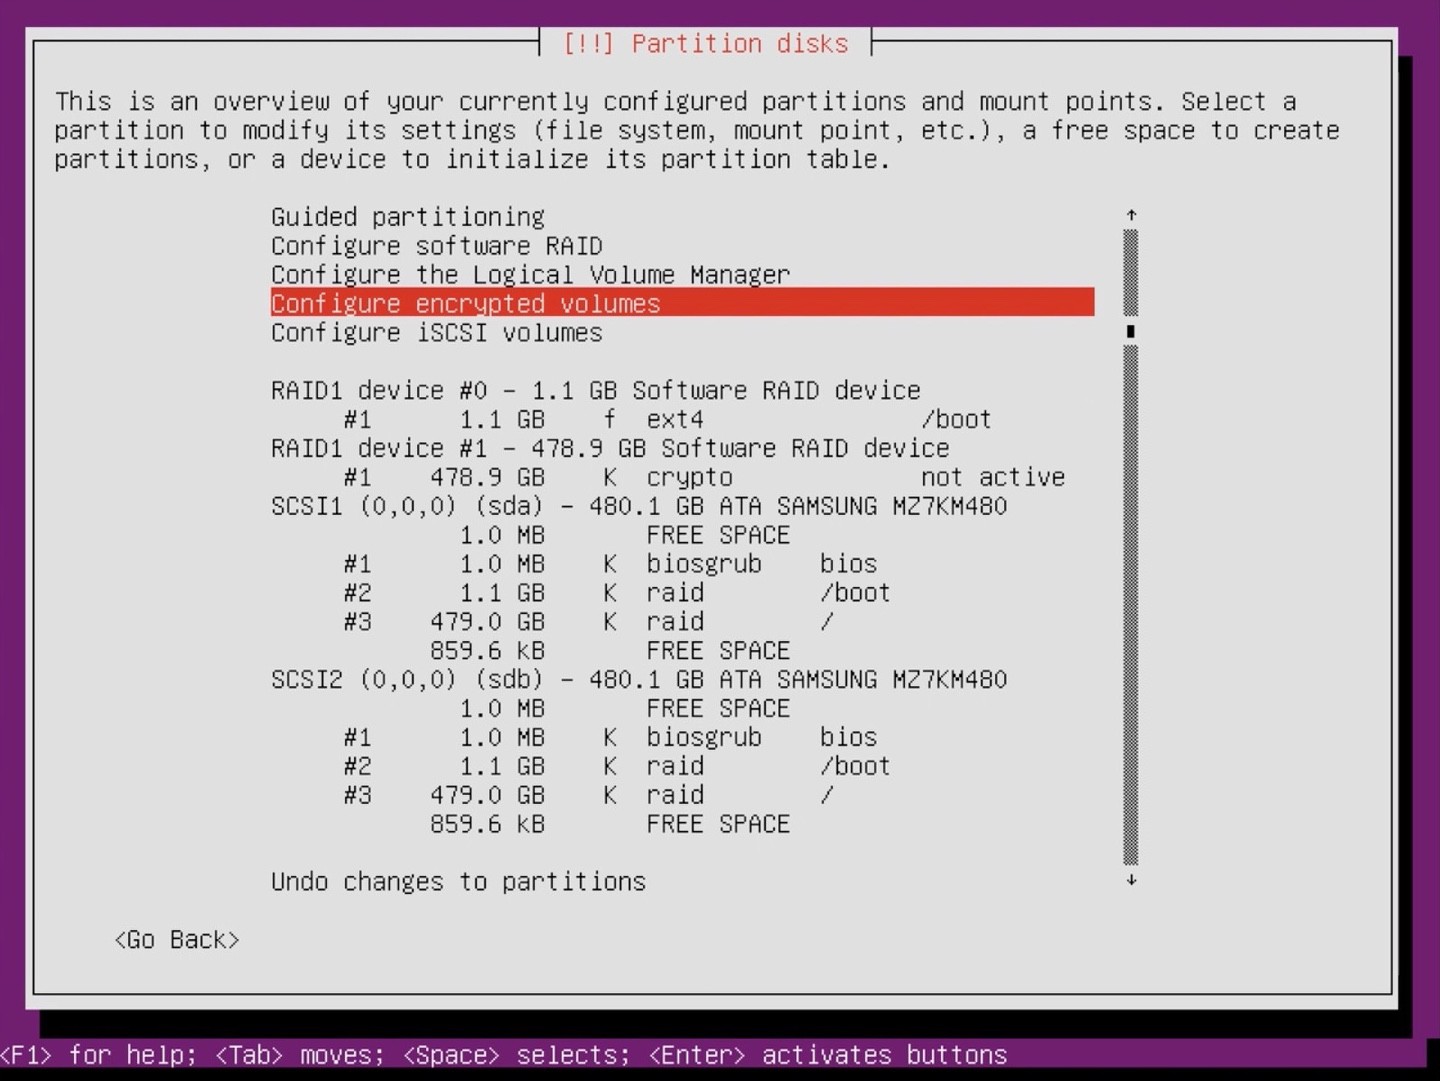 [!!] Partition disks
This is an overview of your currently configured partitions and mount points. Select a
partition to modify its settings (file system, mount point, etc.), a free space to create
partitions, or a device to initialize its partition table.
Guided partitioning
Configure software RAID
Configure the Logical Volume Manager
Configure encrypted volumes
Configure iSCSI volumes
RAID1 device #0 - 1.1 GB Software RAID device
#1 1.1 GB f ext4 /boot
RAID1 device #1 - 478.9 GB Software RAID device
#1 478.9 GB K crypto not active
SCSI1 (0,0,0) (sda) - 480.1 GB ATA SAMSUNG MZ7KM480
1.0 MB FREE SPACE
#1 1.0 MB K biosgrub bios
#2 1.1 GB K raid /boot
#3 479.0 GB K raid /
859.6 kB FREE SPACE
SCSI2 (0,0,0) (sdb) - 480.1 GB ATA SAMSUNG MZ7KM480
1.0 MB FREE SPACE
#1 1.0 MB K biosgrub bios
#2 1.1 GB K raid /boot
#3 479.0 GB K raid /
859.6 kB FREE SPACE
Undo changes to partitions
<Go Back>
<F1> for help; <Tab> moves; <Space> selects; <Enter> activates buttons